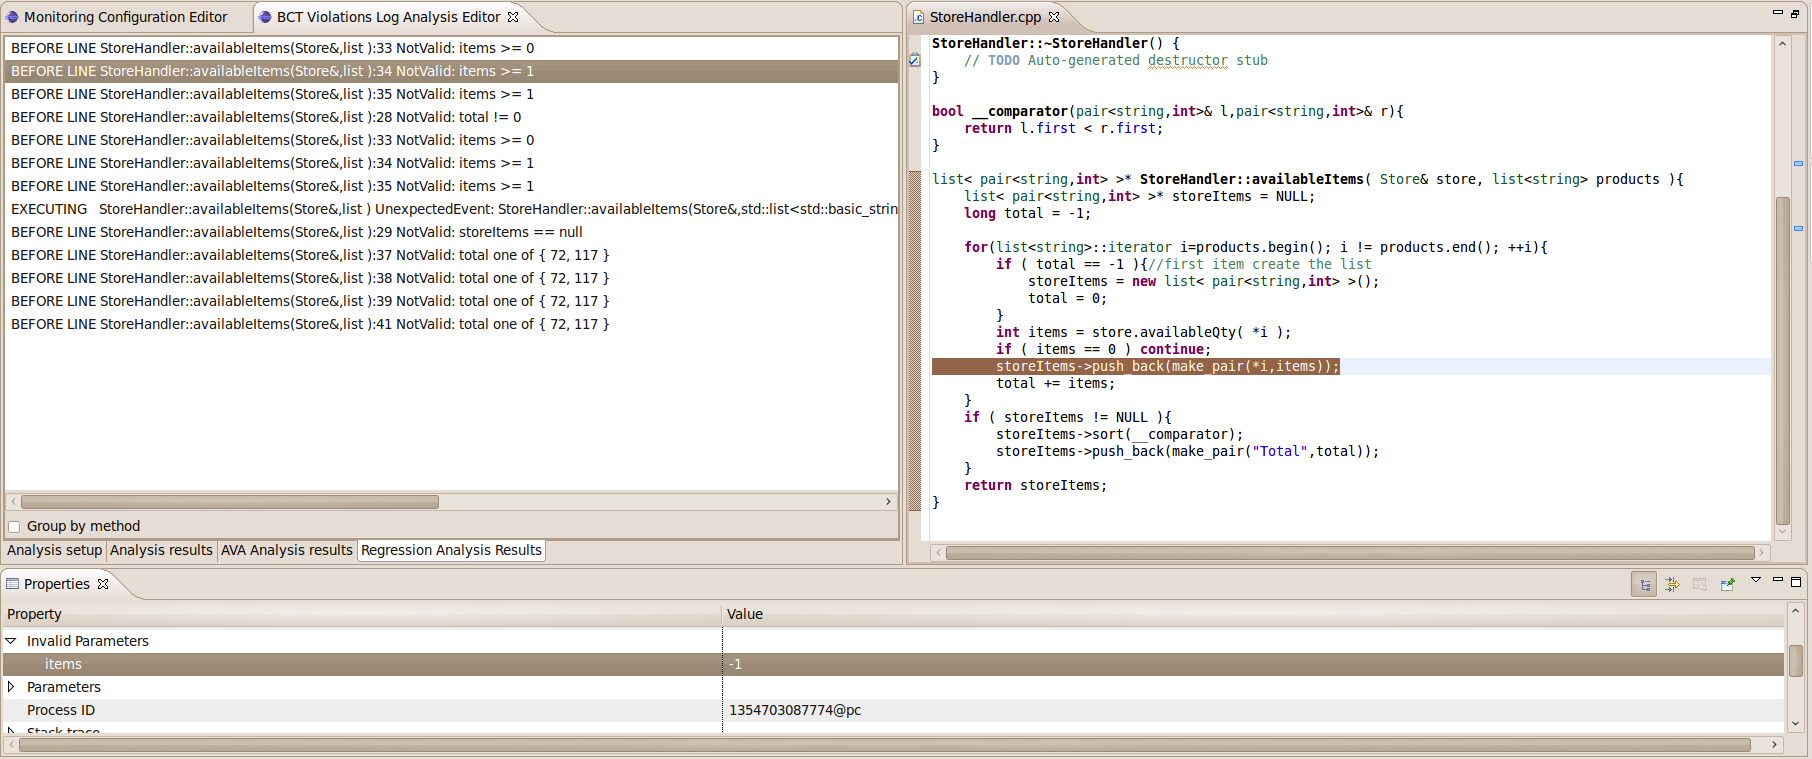 Monitoring Configuration Editor
BCT Violations Log Analysis Editor
BEFORE LINE StoreHandler::availableItems(Store&,list ):33 NotValid: items >= 0
BEFORE LINE StoreHandler::availableItems(Store&,list ):34 NotValid: items >= 1
BEFORE LINE StoreHandler::availableItems(Store&,list ):35 NotValid: items >= 1
BEFORE LINE StoreHandler::availableItems(Store&,list ):28 NotValid: total != 0
BEFORE LINE StoreHandler::availableItems(Store&,list ):33 NotValid: items >= 0
BEFORE LINE StoreHandler::availableItems(Store&,list ):34 NotValid: items >= 1
BEFORE LINE StoreHandler::availableItems(Store&,list ):35 NotValid: items >= 1
EXECUTING StoreHandler::availableItems(Store&,list ) UnexpectedEvent: StoreHandler::availableItems(Store&,std::list<std::basic_strin
BEFORE LINE StoreHandler::availableItems(Store&,list ):29 NotValid: storeItems == null
BEFORE LINE StoreHandler::availableItems(Store&,list ):37 NotValid: total one of { 72, 117 }
BEFORE LINE StoreHandler::availableItems(Store&,list ):38 NotValid: total one of { 72, 117 }
BEFORE LINE StoreHandler::availableItems(Store&,list ):39 NotValid: total one of { 72, 117 }
BEFORE LINE StoreHandler::availableItems(Store&,list ):41 NotValid: total one of { 72, 117 }
Group by method
Analysis setup
Analysis results
AVA Analysis results
Regression Analysis Results
.c
StoreHandler.cpp
StoreHandler::~StoreHandler() {
// TODO Auto-generated destructor stub
}
bool __comparator(pair<string,int>& l,pair<string,int>& r){
return l.first < r.first;
}
list< pair<string,int> >* StoreHandler::availableItems( Store& store, list<string> products ){
list< pair<string,int> >* storeItems = NULL;
long total = -1;
for(list<string>::iterator i=products.begin(); i != products.end(); ++i){
if ( total == -1 ){//first item create the list
storeItems = new list< pair<string,int> >();
total = 0;
}
int items = store.availableQty( *i );
if ( items == 0 ) continue;
storeItems->push_back(make_pair(*i,items));
total += items;
}
if ( storeItems != NULL ){
storeItems->sort(__comparator);
storeItems->push_back(make_pair("Total",total));
}
return storeItems;
}
Properties
Property
Value
Invalid Parameters
items
-1
Parameters
Process ID
1354703087774@pc
Stack trace